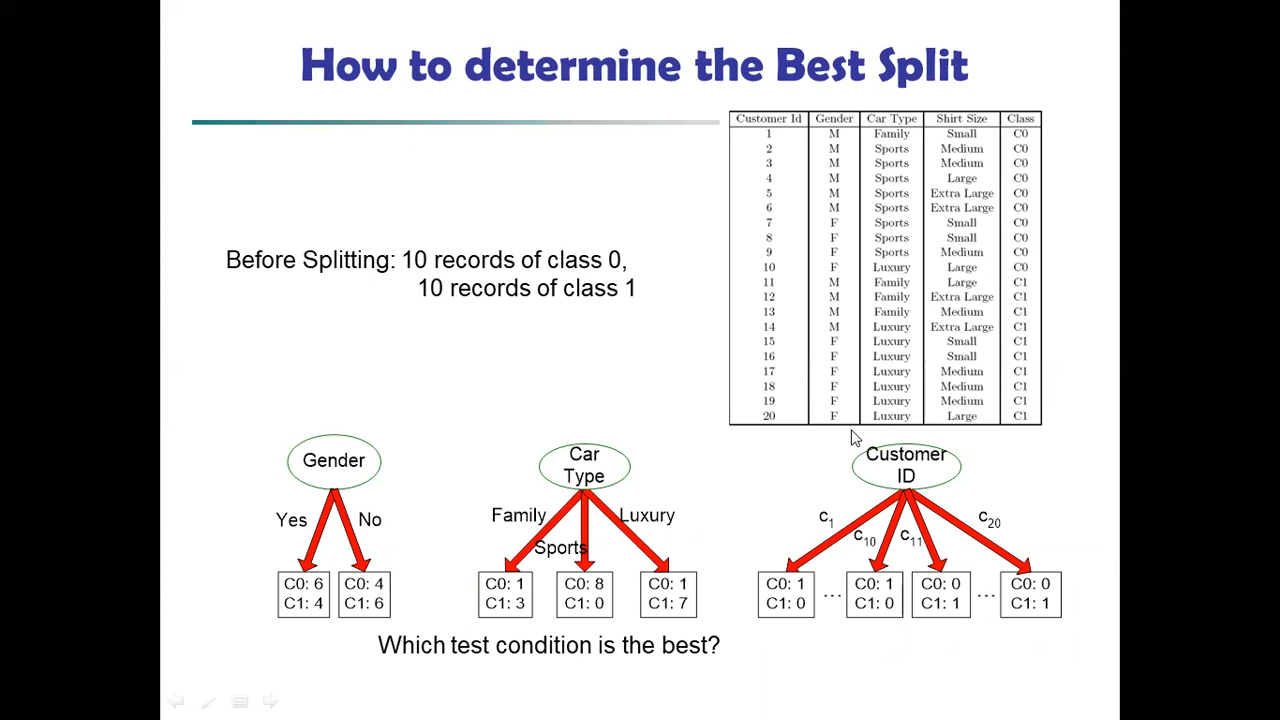 How to determine the Best Split
Customer Id Gender Car Type Shirt Size Class
1 M Family Small C0
2 M Sports Medium C0
3 M Sports Medium C0
4 M Sports Large C0
5 M Sports Extra Large C0
6 M Sports Extra Large C0
7 F Sports Small C0
8 F Sports Small C0
9 F Sports Medium C0
10 F Luxury Large C0
11 M Family Large C1
12 M Family Extra Large C1
13 M Family Medium C1
14 M Luxury Extra Large C1
15 F Luxury Small C1
16 F Luxury Small C1
17 F Luxury Medium C1
18 F Luxury Medium C1
19 F Luxury Medium C1
20 F Luxury Large C1
Before Splitting: 10 records of class 0,
10 records of class 1
Gender
Yes No
C0: 6 C0: 4
C1: 4 C1: 6
Car
Type
Family Luxury
Sports
C0: 1 C0: 8 C0: 1
C1: 3 C1: 0 C1: 7
Customer
ID
c1 c10 c11 c20
C0: 1 ... C0: 1 C0: 0 ... C0: 0
C1: 0 C1: 0 C1: 1 C1: 1
Which test condition is the best?